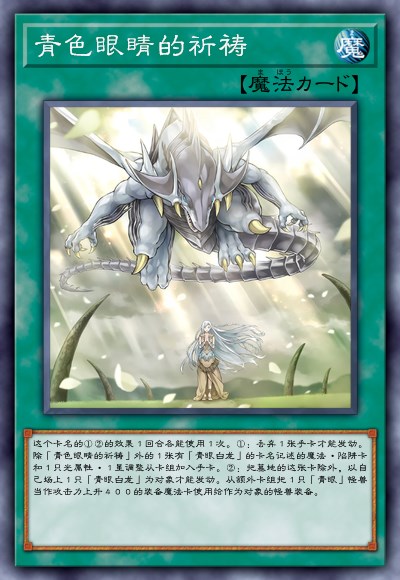 青色眼睛的祈祷
魔
【魔法カード】
ま ほう
这个卡名的①②的效果1回合各能使用1次。①:丢弃1张手卡才能发动。
除「青色眼睛的祈祷」外的1张有「青眼白龙」的卡名记述的魔法·陷阱卡
和1只光属性·1星调整从卡组加入手卡。②:把墓地的这张卡除外,以自
己场上1只「青眼白龙」为对象才能发动。从额外卡组把1只「青眼」怪兽
当作攻击力上升400的装备魔法卡使用给作为对象的怪兽装备。